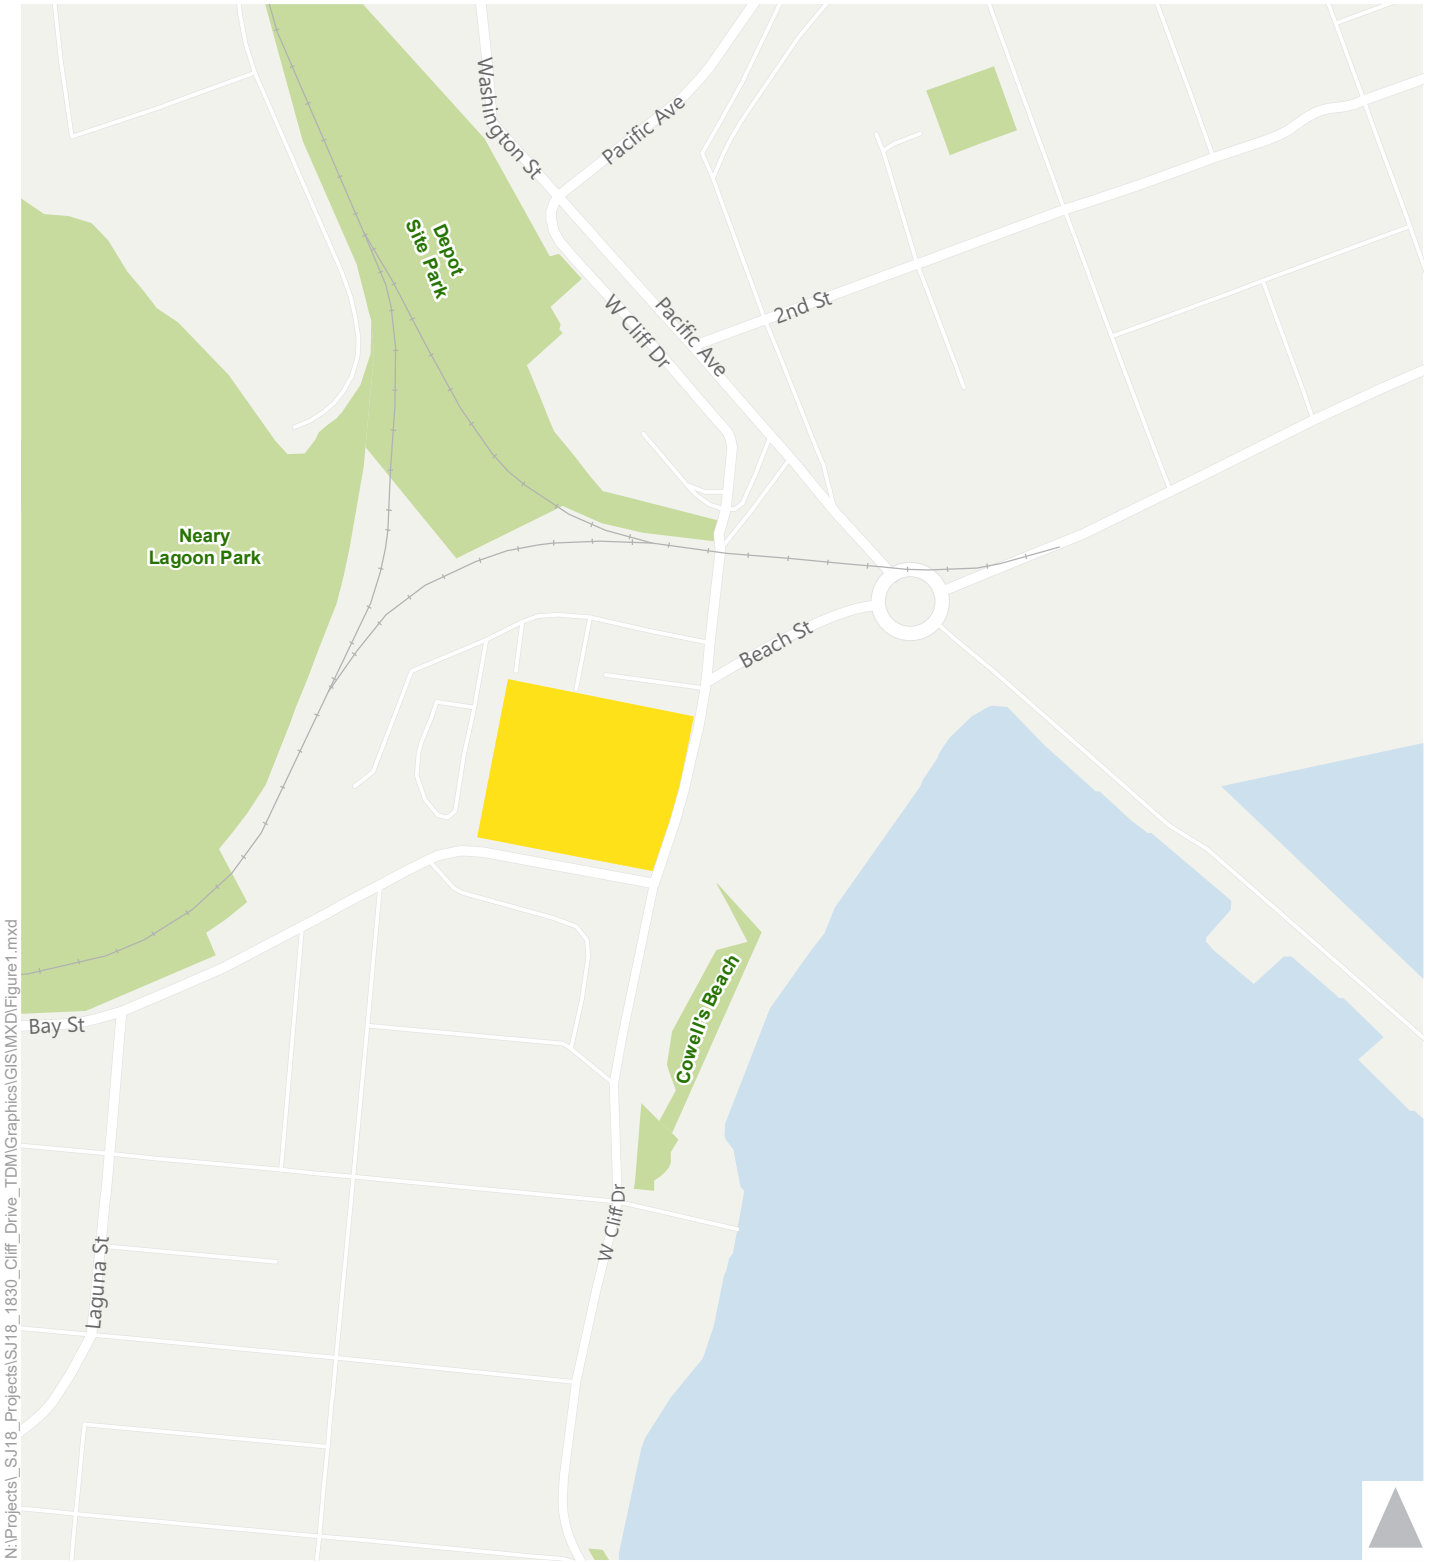 Washington St
Pacific Ave
Depot
Site Park
W Cliff Dr
Pacific Ave
2nd St
Neary
Lagoon Park
Beach St
Cowell's Beach
Bay St
W Cliff Dr
Laguna St
N:\Projects\_SJ18_Projects\SJ18_1830_Cliff_Drive_TDM\Graphics\GIS\MXD\Figure1.mxd